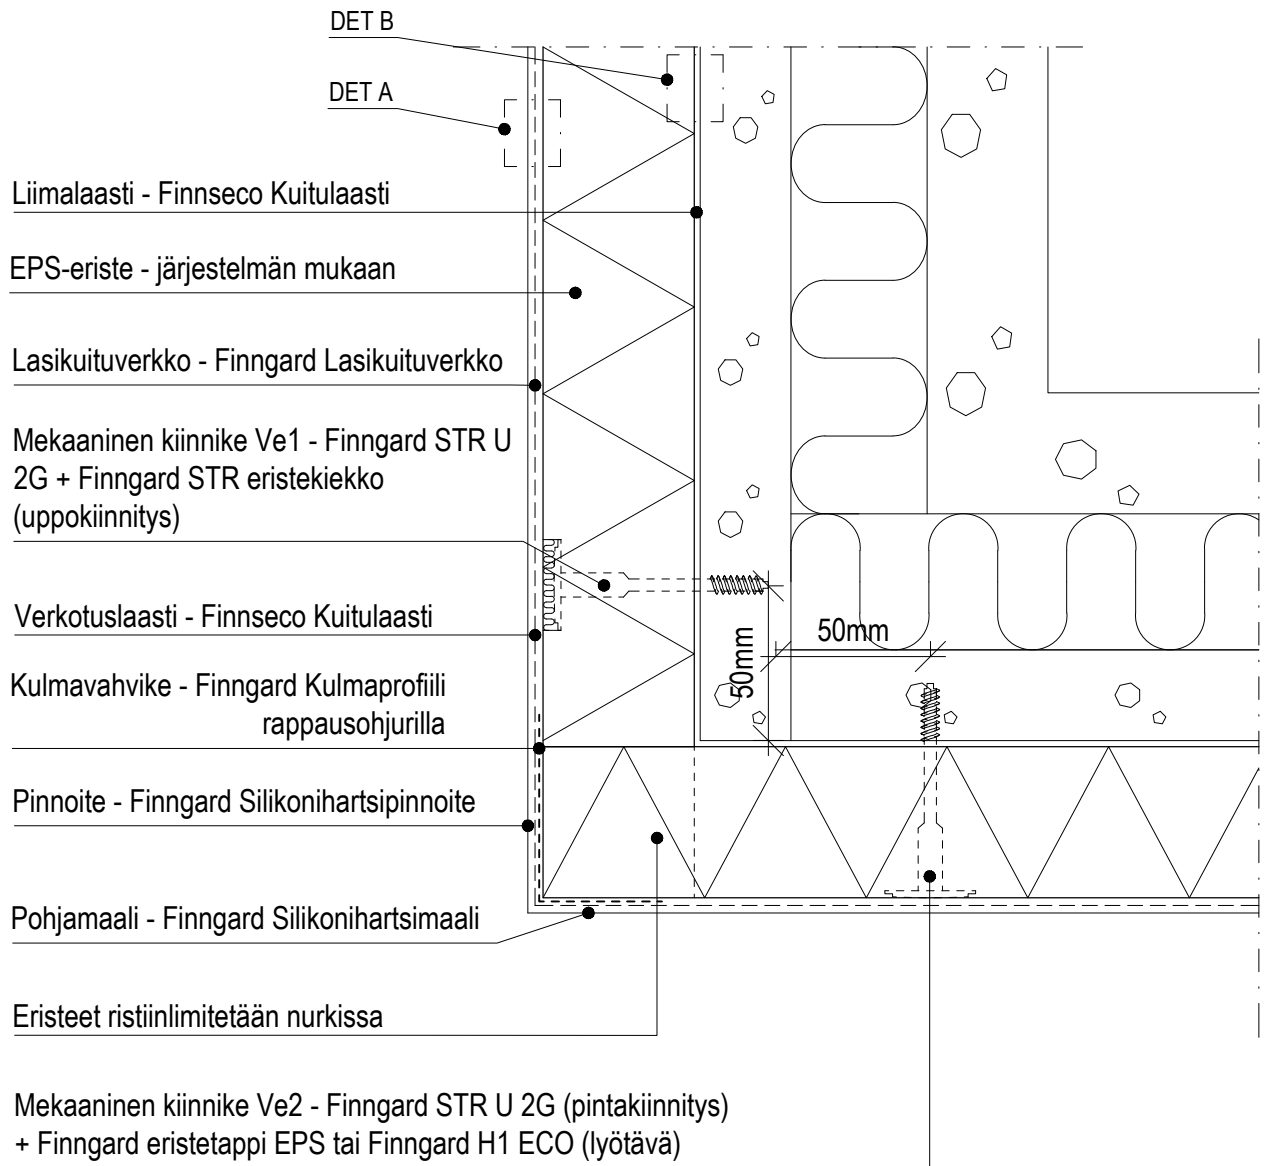 DET B
DET A
Liimalaasti - Finnseco Kuitulaasti
EPS-eriste - järjestelmän mukaan
Lasikuituverkko - Finngard Lasikuituverkko
Mekaaninen kiinnike Ve1 - Finngard STR U
2G + Finngard STR eristekiekko
(uppokiinnitys)
Verkotuslaasti - Finnseco Kuitulaasti
50mm
50mm
Kulmavahvike - Finngard Kulmaprofiili
rappausohjurilla
Pinnoite - Finngard Silikonihartsipinnoite
Pohjamaali - Finngard Silikonihartsimaali
Eristeet ristiinlimitetään nurkissa
Mekaaninen kiinnike Ve2 - Finngard STR U 2G (pintakiinnitys)
+ Finngard eristetappi EPS tai Finngard H1 ECO (lyötävä)